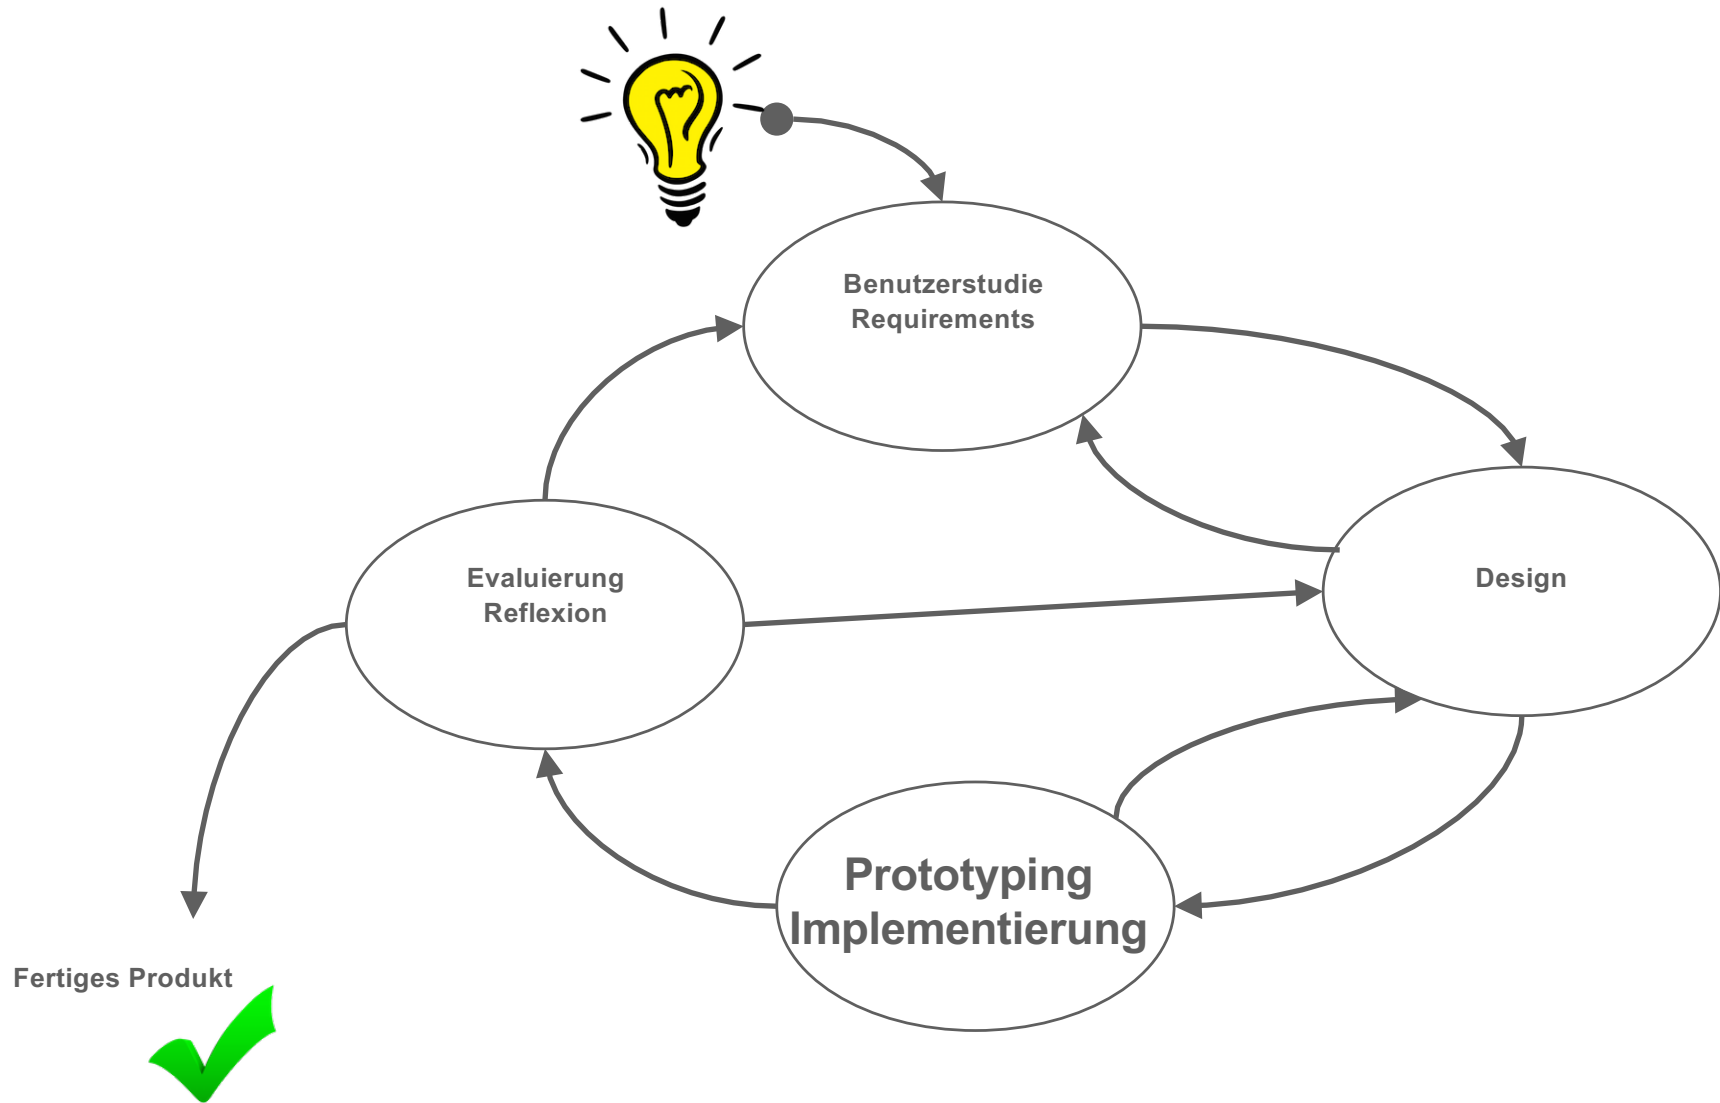 Benutzerstudie
Requirements
Evaluierung
Reflexion
Design
Prototyping
Implementierung
Fertiges Produkt